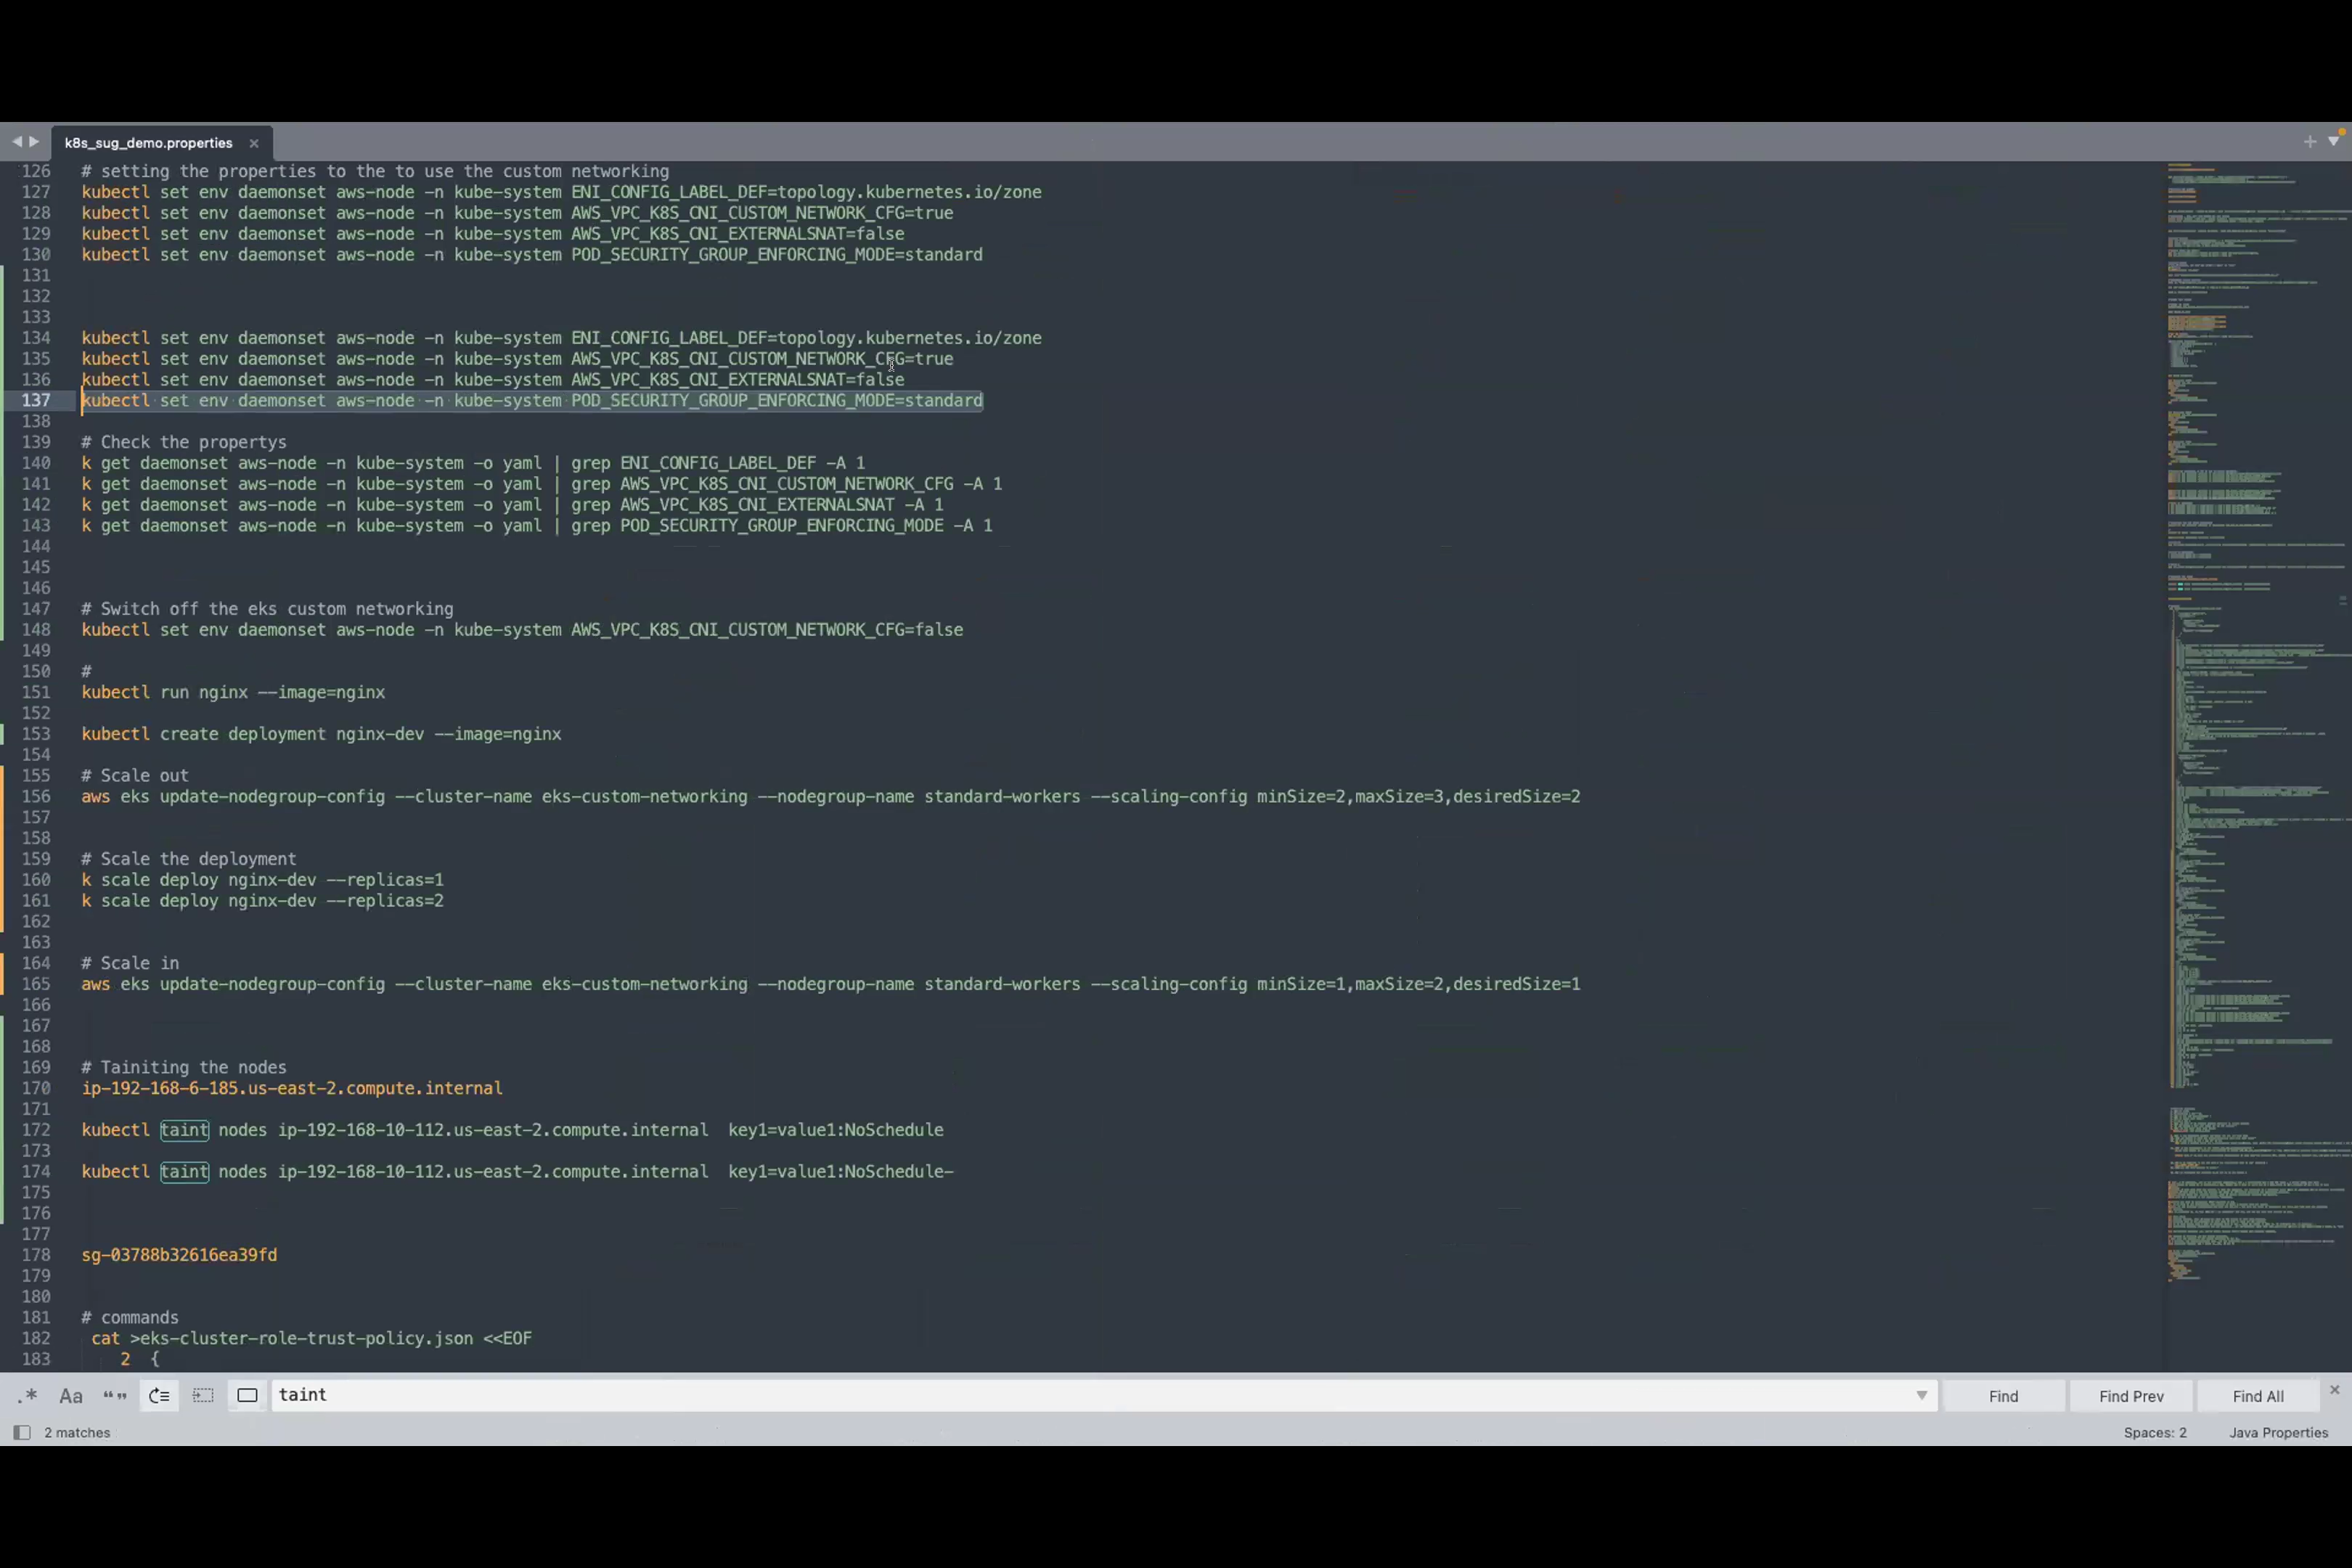 k8s_sug_demo.properties
126 # setting the properties to the to use the custom networking
127 kubectl set env daemonset aws-node -n kube-system ENI_CONFIG_LABEL_DEF=topology.kubernetes.io/zone
128 kubectl set env daemonset aws-node -n kube-system AWS_VPC_K8S_CNI_CUSTOM_NETWORK_CFG=true
129 kubectl set env daemonset aws-node -n kube-system AWS_VPC_K8S_CNI_EXTERNALSNAT=false
130 kubectl set env daemonset aws-node -n kube-system POD_SECURITY_GROUP_ENFORCING_MODE=standard
131
132
133
134 kubectl set env daemonset aws-node -n kube-system ENI_CONFIG_LABEL_DEF=topology.kubernetes.io/zone
135 kubectl set env daemonset aws-node -n kube-system AWS_VPC_K8S_CNI_CUSTOM_NETWORK_CFG=true
136 kubectl set env daemonset aws-node -n kube-system AWS_VPC_K8S_CNI_EXTERNALSNAT=false
137 kubectl set env daemonset aws-node -n kube-system POD_SECURITY_GROUP_ENFORCING_MODE=standard
138
139 # Check the propertys
140 k get daemonset aws-node -n kube-system -o yaml | grep ENI_CONFIG_LABEL_DEF -A 1
141 k get daemonset aws-node -n kube-system -o yaml | grep AWS_VPC_K8S_CNI_CUSTOM_NETWORK_CFG -A 1
142 k get daemonset aws-node -n kube-system -o yaml | grep AWS_VPC_K8S_CNI_EXTERNALSNAT -A 1
143 k get daemonset aws-node -n kube-system -o yaml | grep POD_SECURITY_GROUP_ENFORCING_MODE -A 1
144
145
146
147 # Switch off the eks custom networking
148 kubectl set env daemonset aws-node -n kube-system AWS_VPC_K8S_CNI_CUSTOM_NETWORK_CFG=false
149
150 #
151 kubectl run nginx --image=nginx
152
153 kubectl create deployment nginx-dev --image=nginx
154
155 # Scale out
156 aws eks update-nodegroup-config --cluster-name eks-custom-networking --nodegroup-name standard-workers --scaling-config minSize=2,maxSize=3,desiredSize=2
157
158
159 # Scale the deployment
160 k scale deploy nginx-dev --replicas=1
161 k scale deploy nginx-dev --replicas=2
162
163
164 # Scale in
165 aws eks update-nodegroup-config --cluster-name eks-custom-networking --nodegroup-name standard-workers --scaling-config minSize=1,maxSize=2,desiredSize=1
166
167
168
169 # Tainiting the nodes
170 ip-192-168-6-185.us-east-2.compute.internal
171
172 kubectl taint nodes ip-192-168-10-112.us-east-2.compute.internal key1=value1:NoSchedule
173
174 kubectl taint nodes ip-192-168-10-112.us-east-2.compute.internal key1=value1:NoSchedule-
175
176
177
178 sg-03788b32616ea39fd
179
180
181 # commands
182 cat >eks-cluster-role-trust-policy.json <<EOF
183 2 {
.* Aa “” taint Find Find Prev Find All
2 matches Spaces: 2 Java Properties